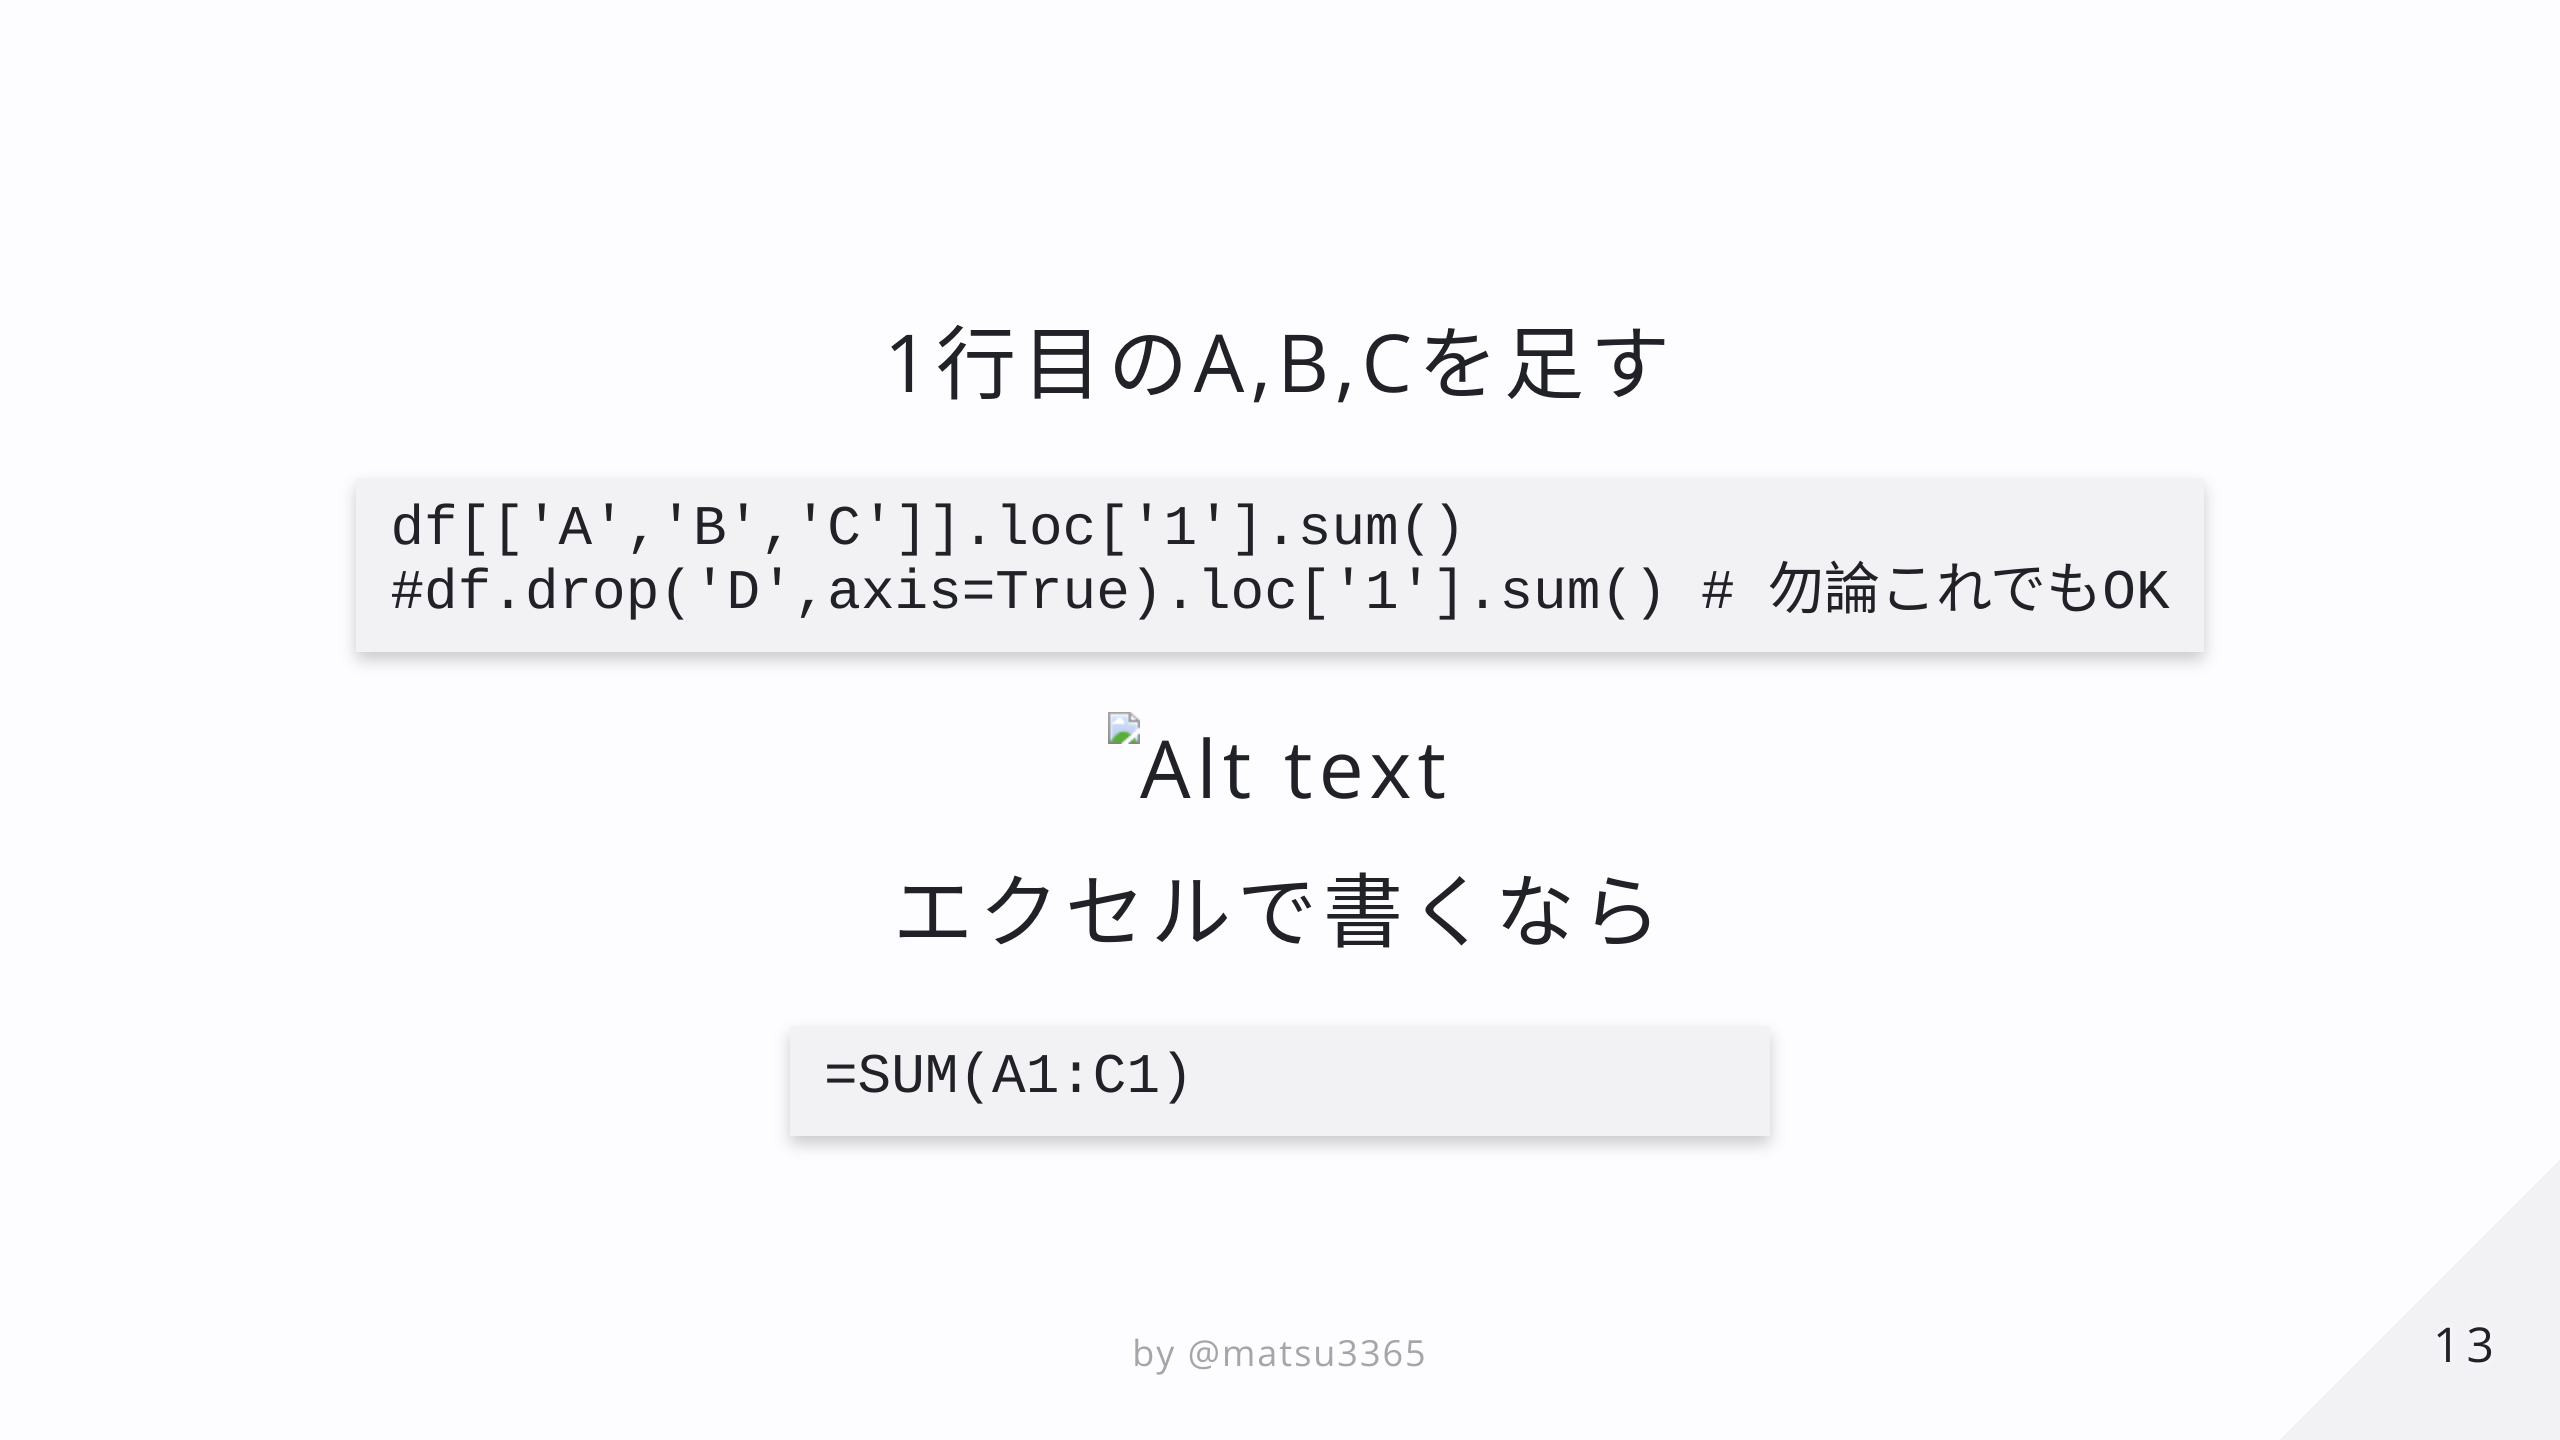 1行目のA,B,Cを足す
df[['A','B','C']].loc['1'].sum()
#df.drop('D',axis=True).loc['1'].sum() # 勿論これでもOK
Alt text
エクセルで書くなら
=SUM(A1:C1)
by @matsu3365
13